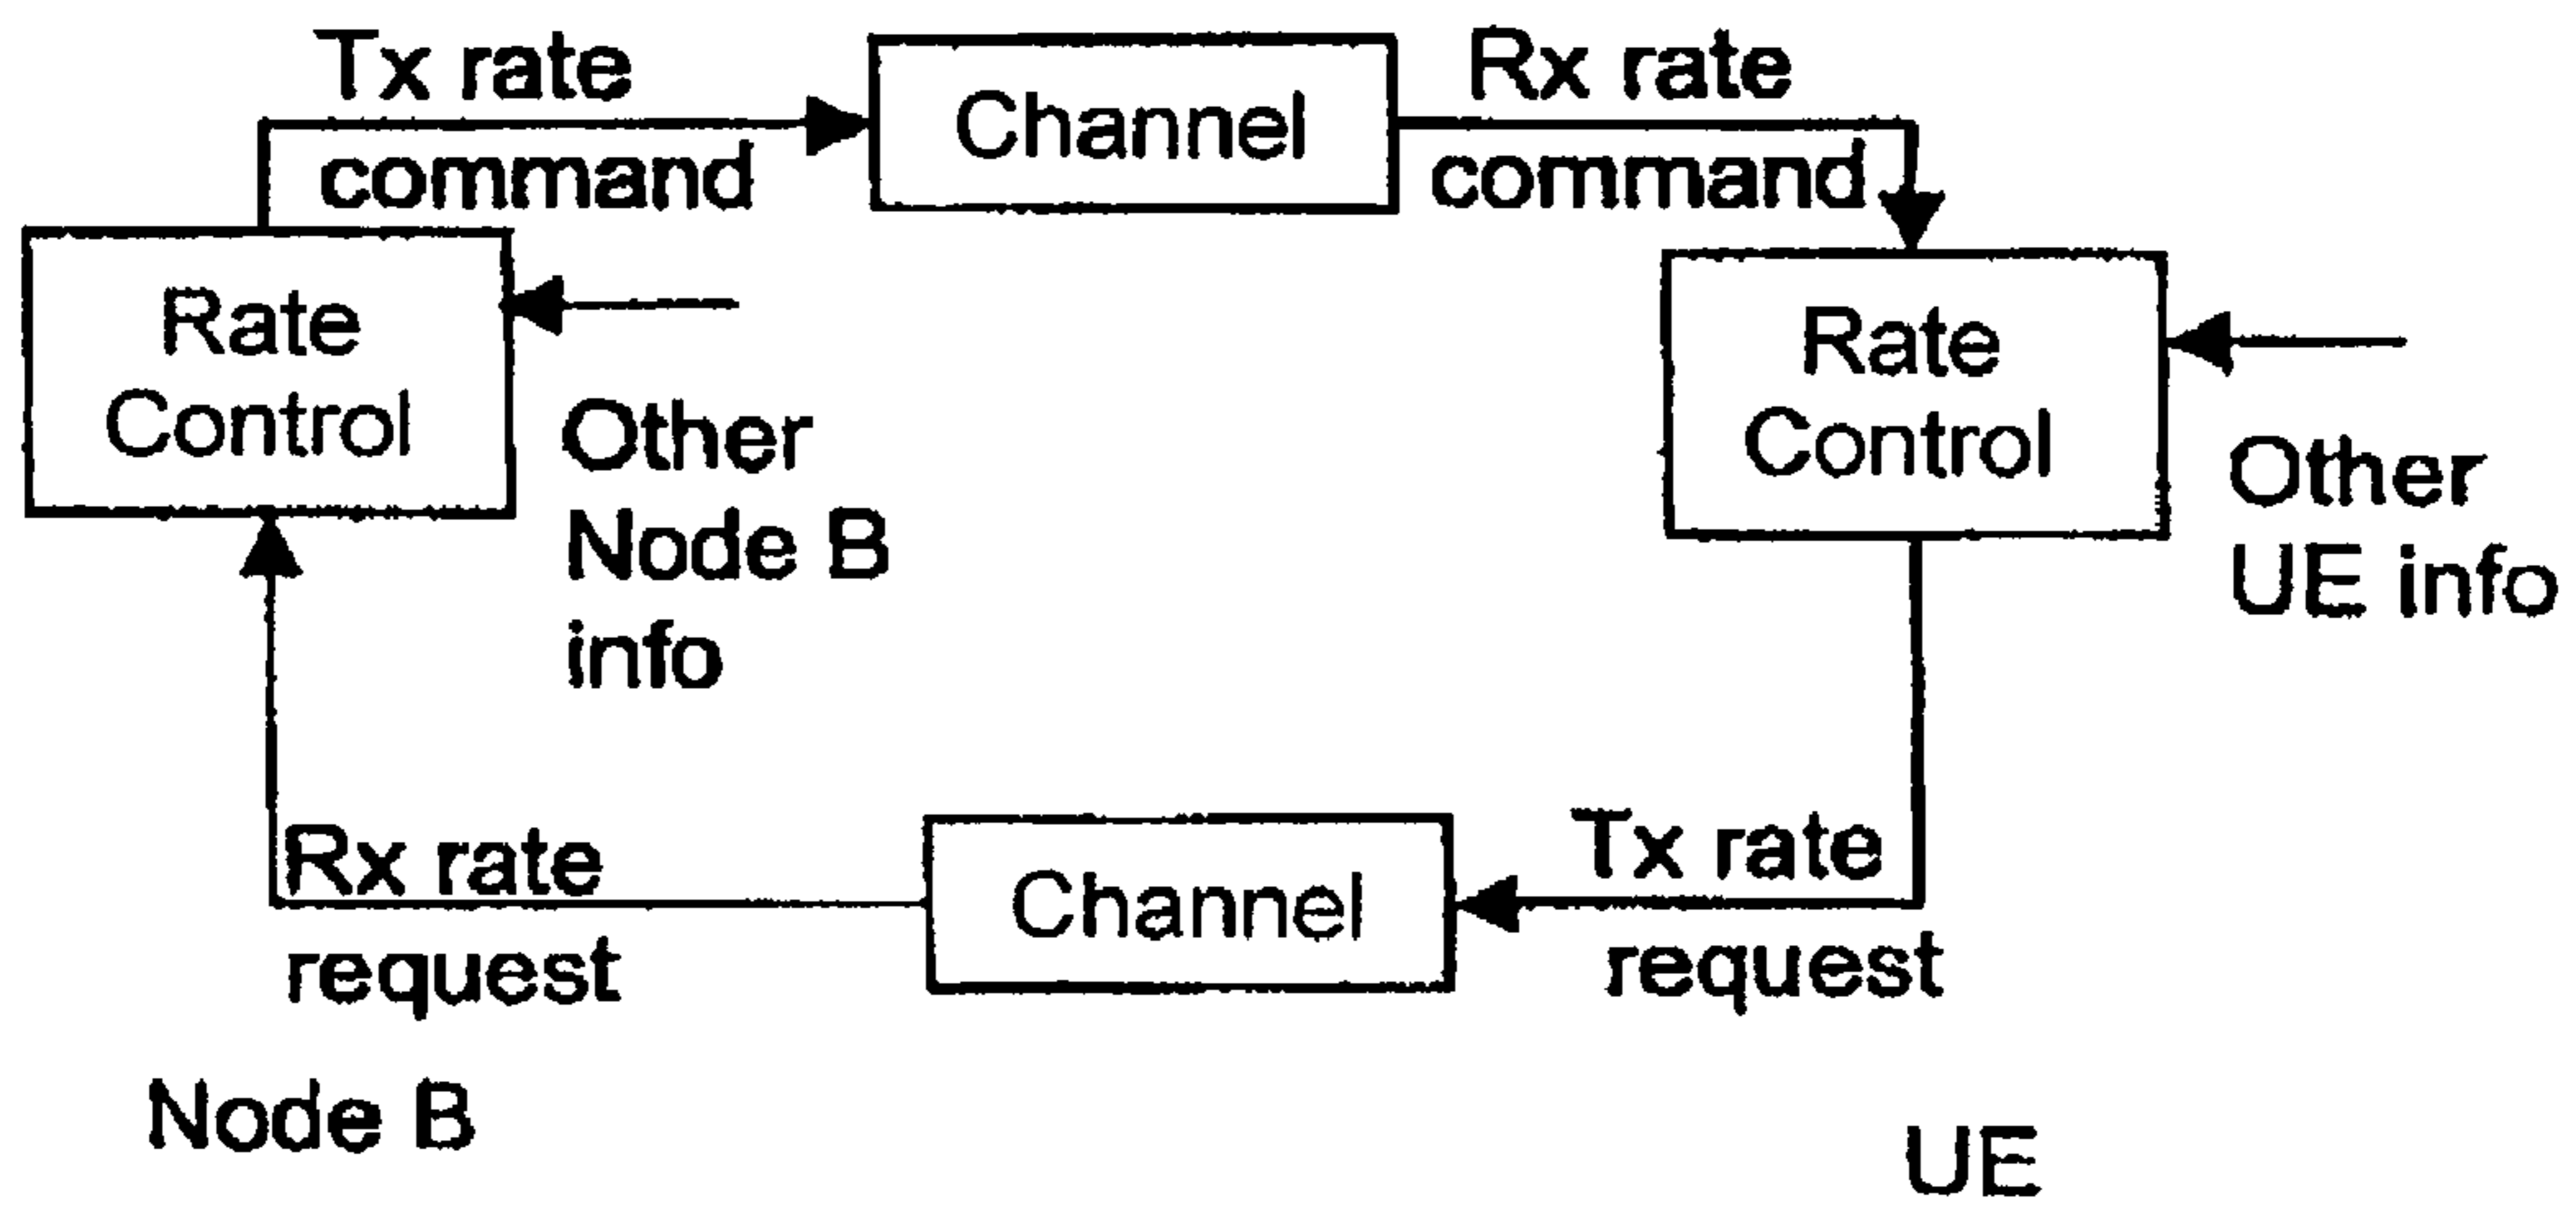 Tx rate
command
Channel
Rx rate
command
Rate
Control
Other
Node B
info
Rate
Control
Other
UE info
Rx rate
request
Channel
Tx rate
request
Node B
UE